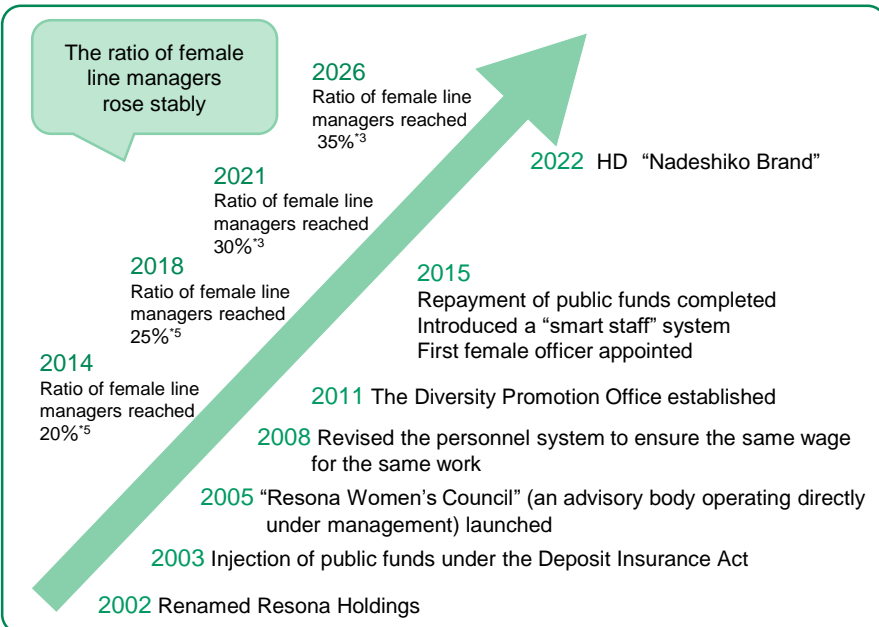 The ratio of female
line managers
rose stably
2026
Ratio of female line
managers reached
35%*3
2021
Ratio of female line
managers reached
30%*3
2018
Ratio of female line
managers reached
25%*5
2014
Ratio of female line
managers reached
20%*5
2022 HD “Nadeshiko Brand”
2015
Repayment of public funds completed
Introduced a “smart staff” system
First female officer appointed
2011 The Diversity Promotion Office established
2008 Revised the personnel system to ensure the same wage
for the same work
2005 “Resona Women’s Council” (an advisory body operating directly
under management) launched
2003 Injection of public funds under the Deposit Insurance Act
2002 Renamed Resona Holdings